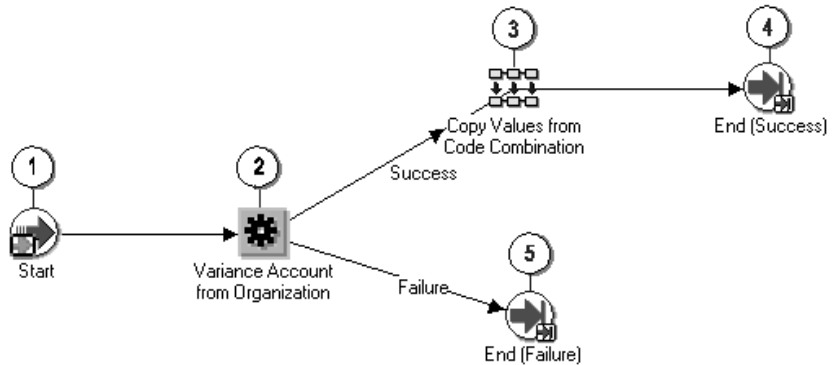 3
4
Copy Values from
Code Combination
End (Success)
1
2
Success
Start
Variance Account
from Organization
5
Failure
End (Failure)